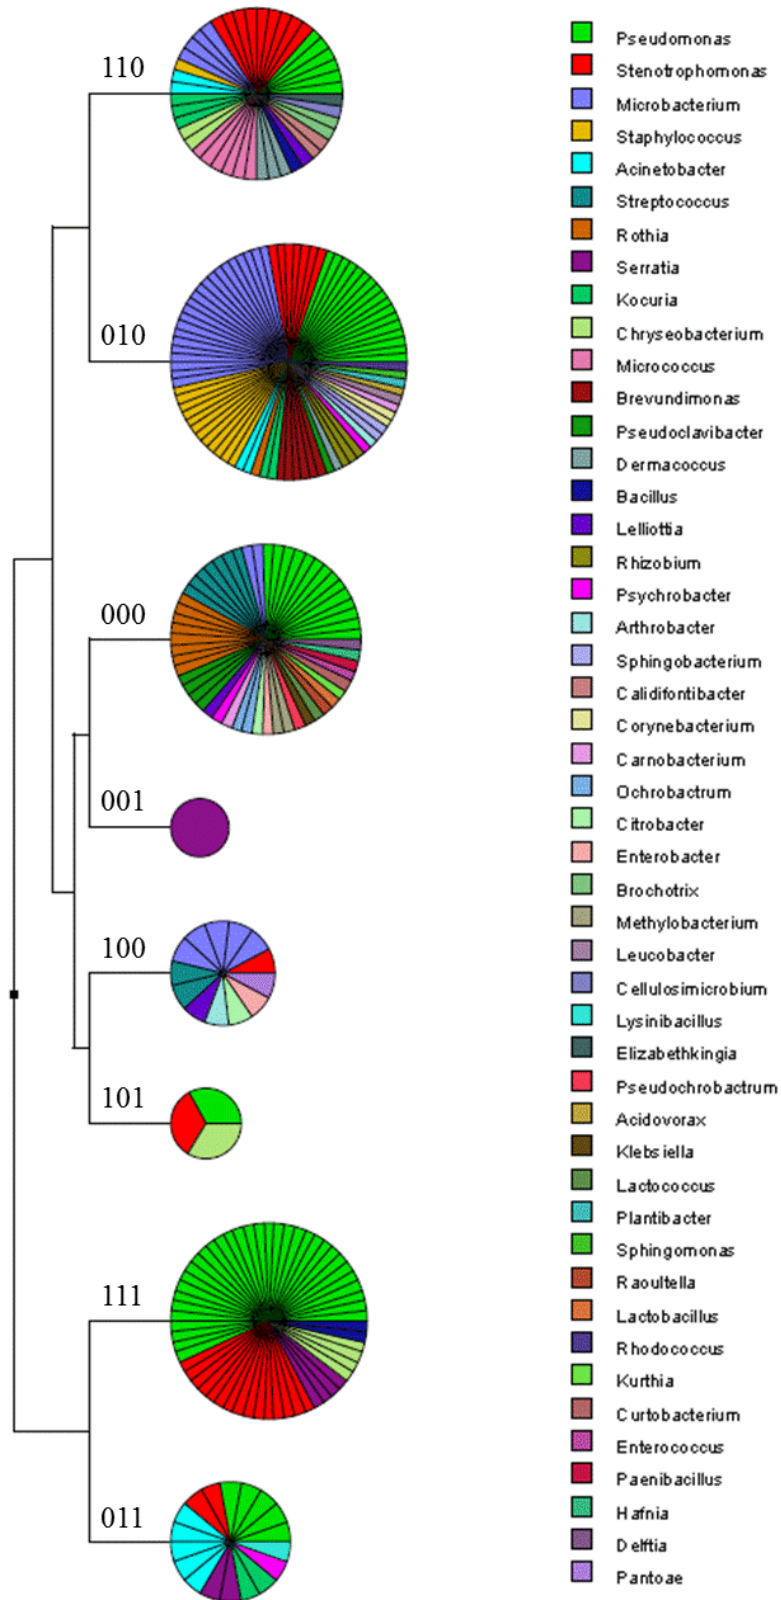 110
010
000
001
100
101
111
011
Pseudomonas
Stenotrophomonas
Microbacterium
Staphylococcus
Acinetobacter
Streptococcus
Rothia
Serratia
Kocuria
Chryseobacterium
Micrococcus
Brevundimonas
Pseudoclavibacter
Dermacoccus
Bacillus
Lelliottia
Rhizobium
Psychrobacter
Arthrobacter
Sphingobacterium
Calidifontibacter
Corynebacterium
Carnobacterium
Ochrobactrum
Citrobacter
Enterobacter
Brochotrix
Methylobacterium
Leucobacter
Cellulosimicrobium
Lysinibacillus
Elizabethkingia
Pseudochrobactrum
Acidovorax
Klebsiella
Lactococcus
Plantibacter
Sphingomonas
Raoultella
Lactobacillus
Rhodococcus
Kurthia
Curtobacterium
Enterococcus
Paenibacillus
Hafnia
Delftia
Pantoae